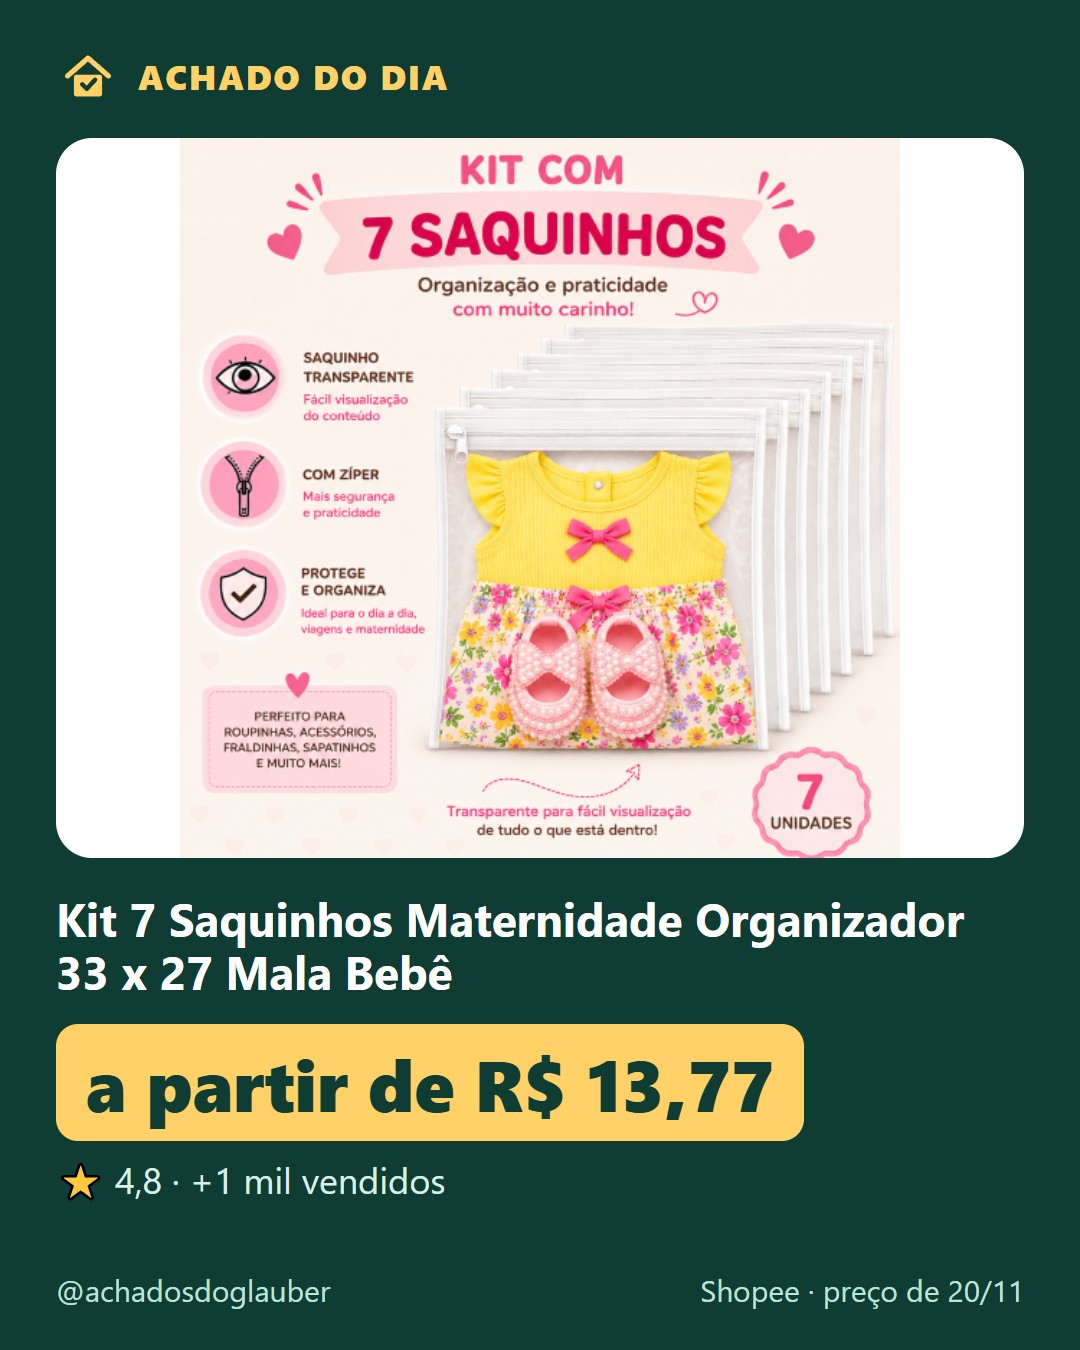 ACHADO DO DIA
KIT COM
7 SAQUINHOS
Organização e praticidade
com muito carinho!
SAQUINHO
TRANSPARENTE
Fácil visualização
do conteúdo
COM ZÍPER
Mais segurança
e praticidade
PROTEGE
E ORGANIZA
Ideal para o dia a dia,
viagens e maternidade
PERFEITO PARA
ROUPINHAS, ACESSÓRIOS,
FRALDINHAS, SAPATINHOS
E MUITO MAIS!
Transparente para fácil visualização
de tudo o que está dentro!
7
UNIDADES
Kit 7 Saquinhos Maternidade Organizador
33 x 27 Mala Bebê
a partir de R$ 13,77
4,8 · +1 mil vendidos
@achadosdoglauber
Shopee · preço de 20/11